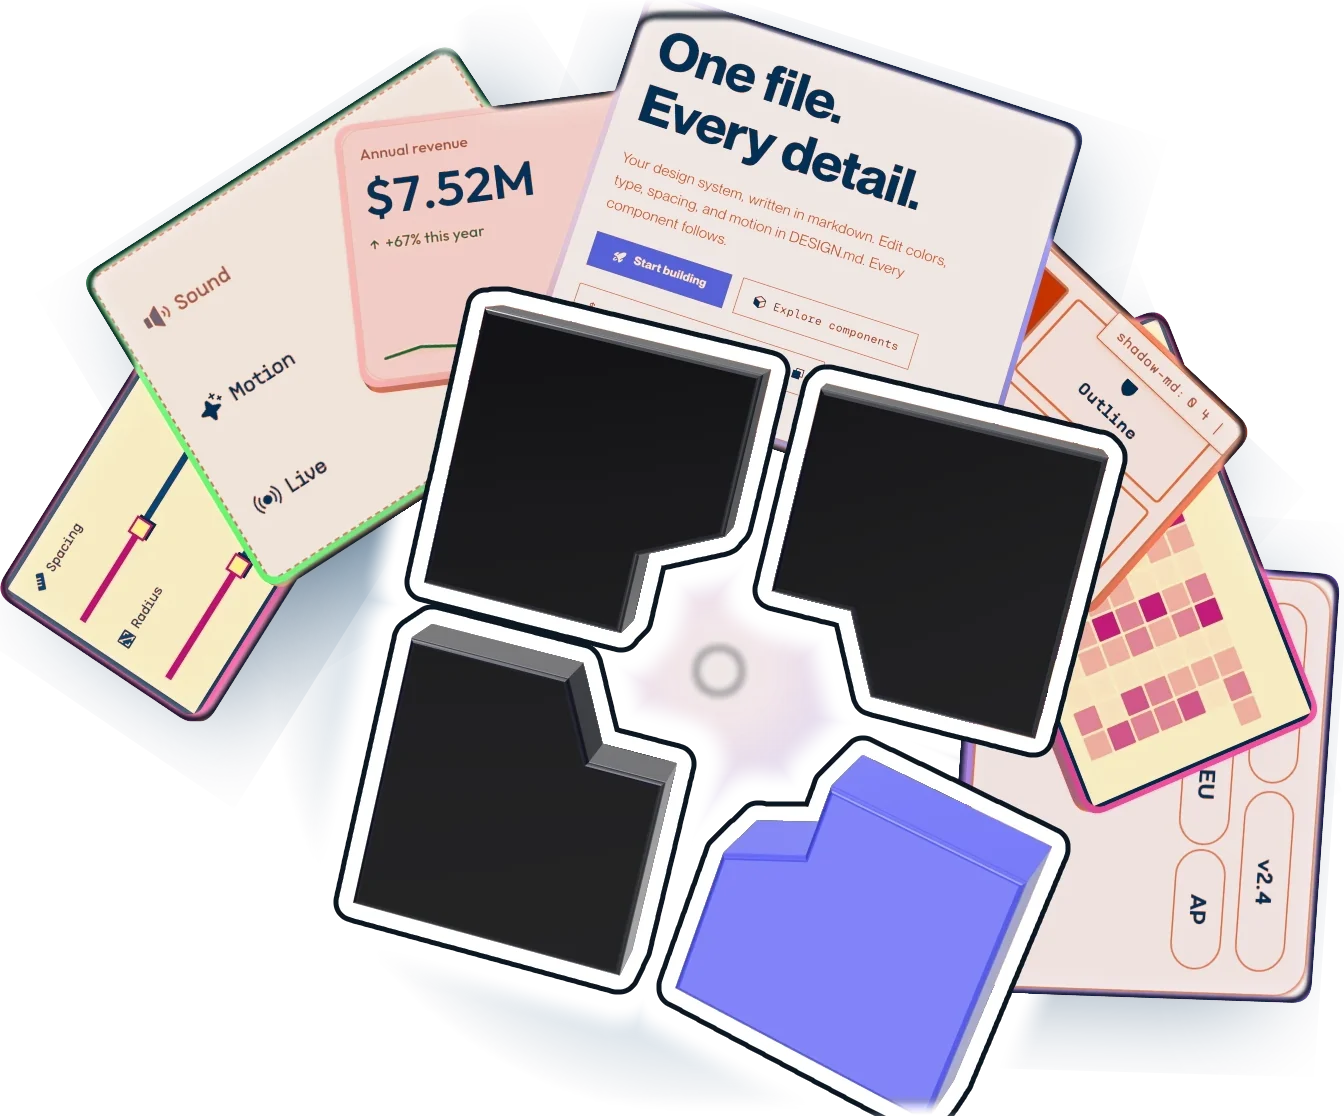 One file.
Every detail.
Your design system, written in markdown. Edit colors,
type, spacing, and motion in DESIGN.md. Every
component follows.
Start building
Explore components
$
Annual revenue
$7.52M
↑ +67% this year
Sound
Motion
Live
Spacing
Radius
shadow-md: 0 4
Outline
EU
AP
v2.4